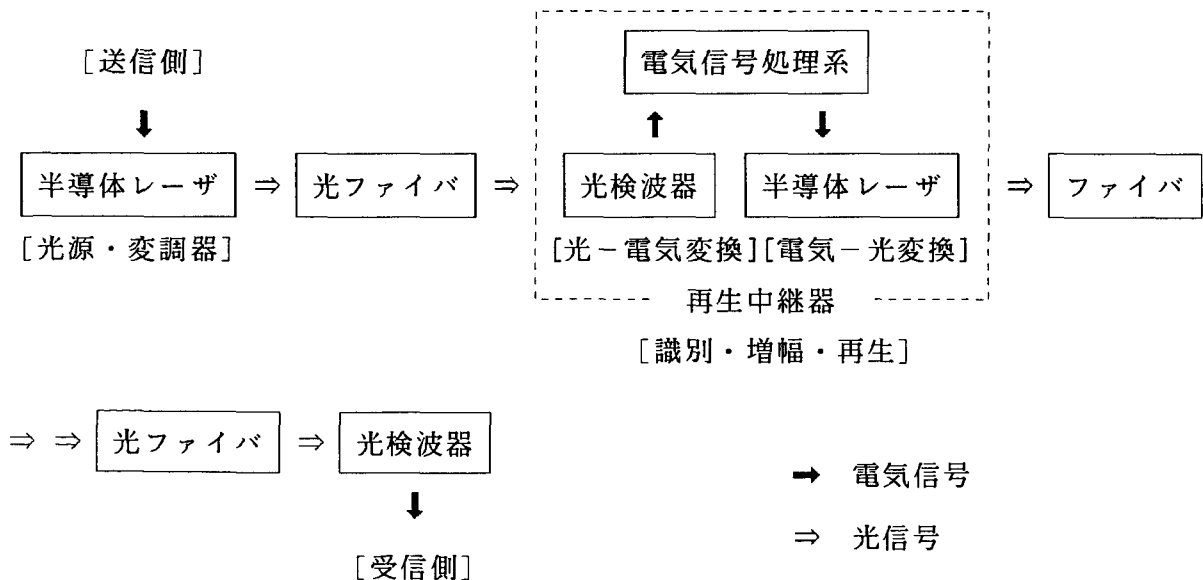 [送信側]
電気信号処理系
半導体レーザ ⇒ 光ファイバ ⇒ 光検波器 半導体レーザ ⇒ ファイバ
[光源・変調器]
[光-電気変換][電気-光変換]
再生中継器
[識別・増幅・再生]
⇒ ⇒ 光ファイバ ⇒ 光検波器
➡ 電気信号
⇒ 光信号
[受信側]